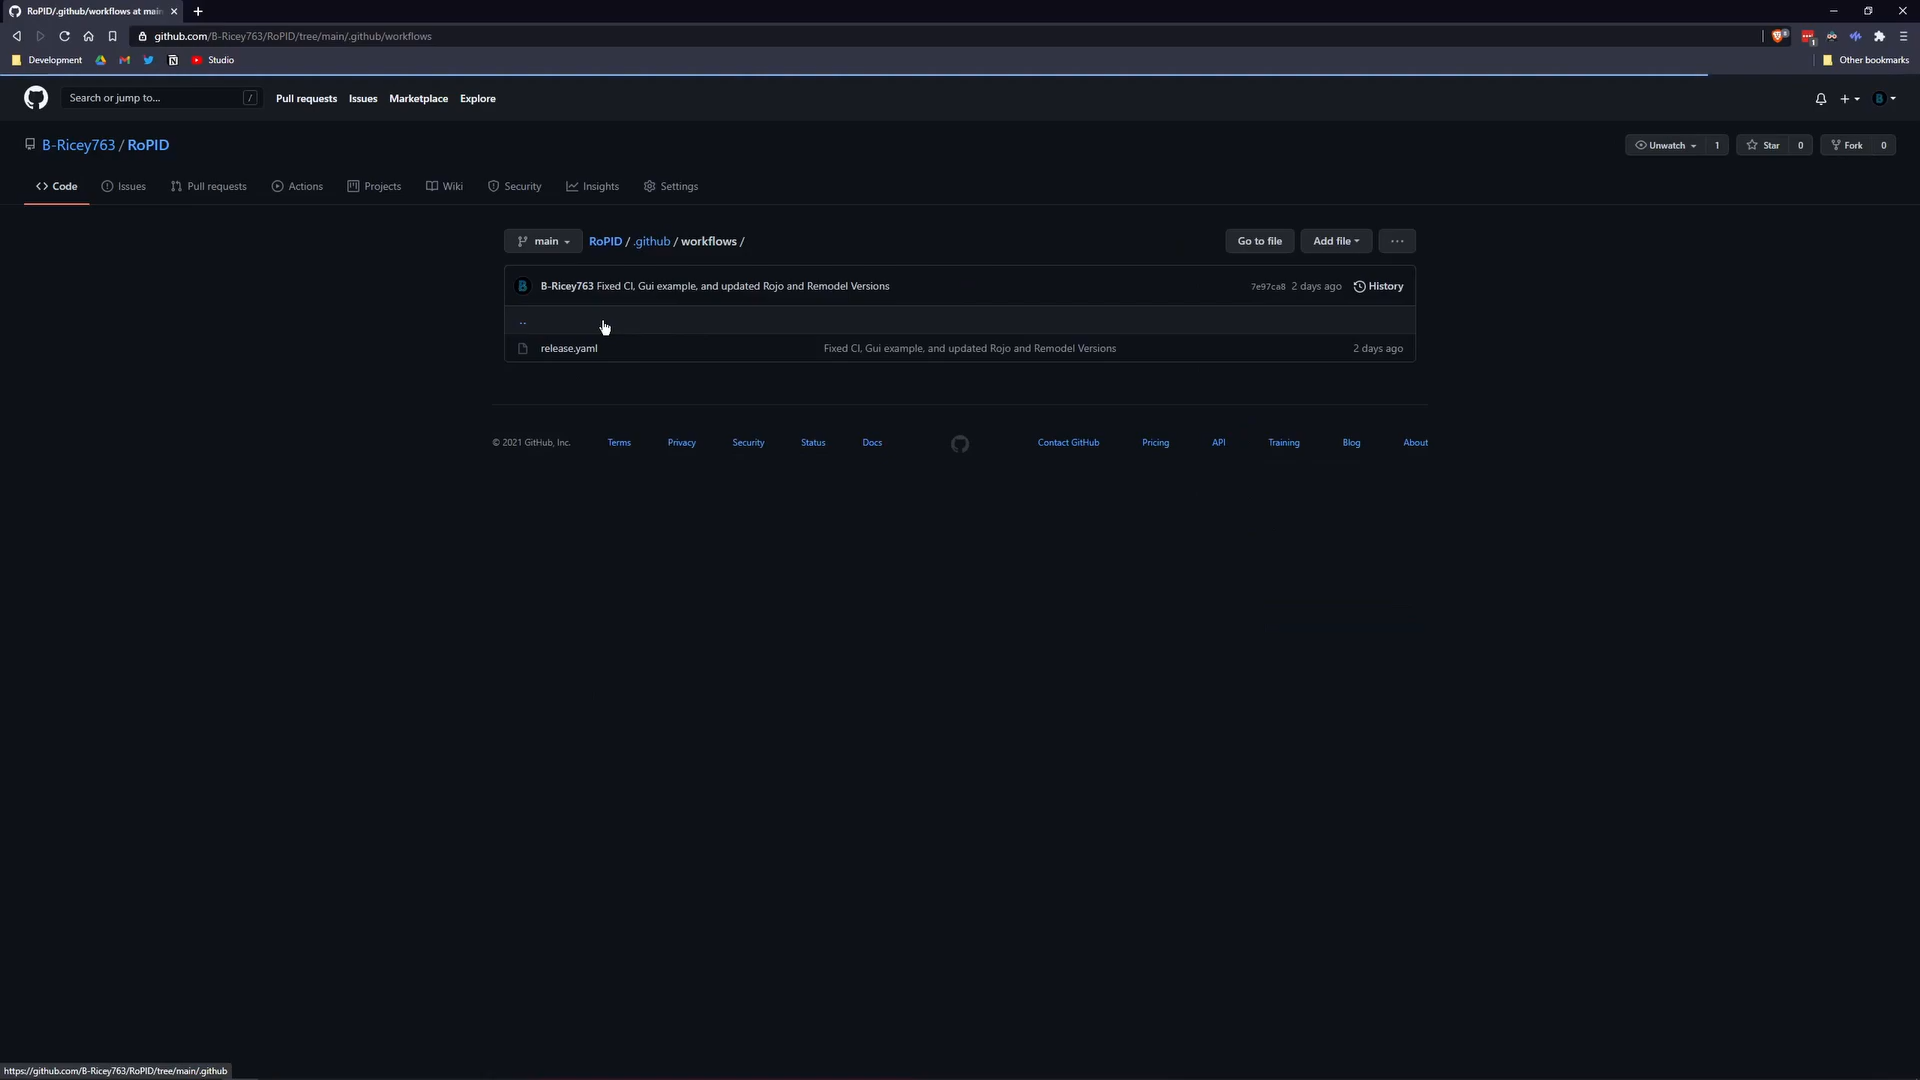 RoPID/.github/workflows at main
github.com/B-Ricey763/RoPID/tree/main/.github/workflows
1
Development
Studio
Other bookmarks
Search or jump to... /
Pull requests Issues Marketplace Explore
B
B-Ricey763 / RoPID
Unwatch 1 Star 0 Fork 0
Code Issues Pull requests Actions Projects Wiki Security Insights Settings
main RoPID / .github / workflows / Go to file Add file ...
B B-Ricey763 Fixed CI, Gui example, and updated Rojo and Remodel Versions 7e97ca8 2 days ago History
..
release.yaml Fixed CI, Gui example, and updated Rojo and Remodel Versions 2 days ago
© 2021 GitHub, Inc. Terms Privacy Security Status Docs Contact GitHub Pricing API Training Blog About
https://github.com/B-Ricey763/RoPID/tree/main/.github